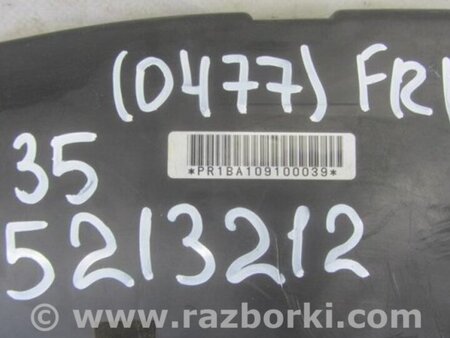 (0477) FR
35
*PR1BA109100039*
5213212
© www.razborki.com